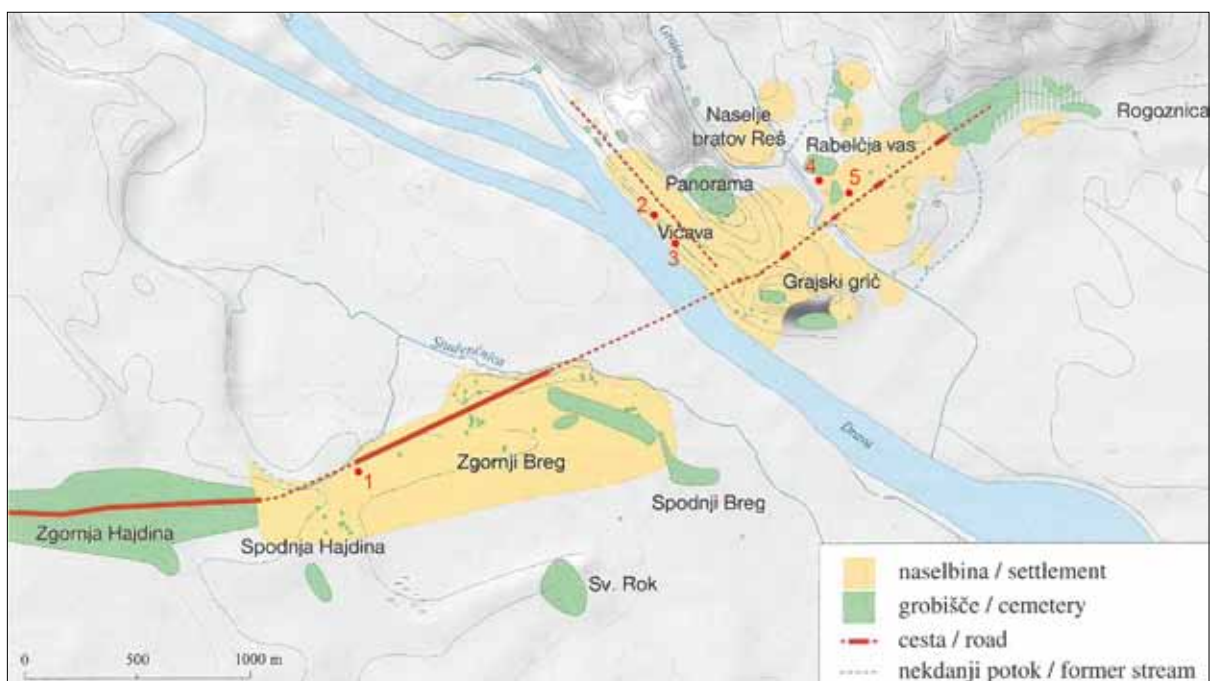 Grajena
Naselje
bratov Reš
Rogoznica
Rabelčja vas
4
5
Panorama
2
Vičava
3
Grajski grič
Studenčnica
Drava
Zgornji Breg
1
Spodnji Breg
Zgornja Hajdina
Spodnja Hajdina
Sv. Rok
naselbina / settlement
grobišče / cemetery
cesta / road
nekdanji potok / former stream
0 500 1000 m